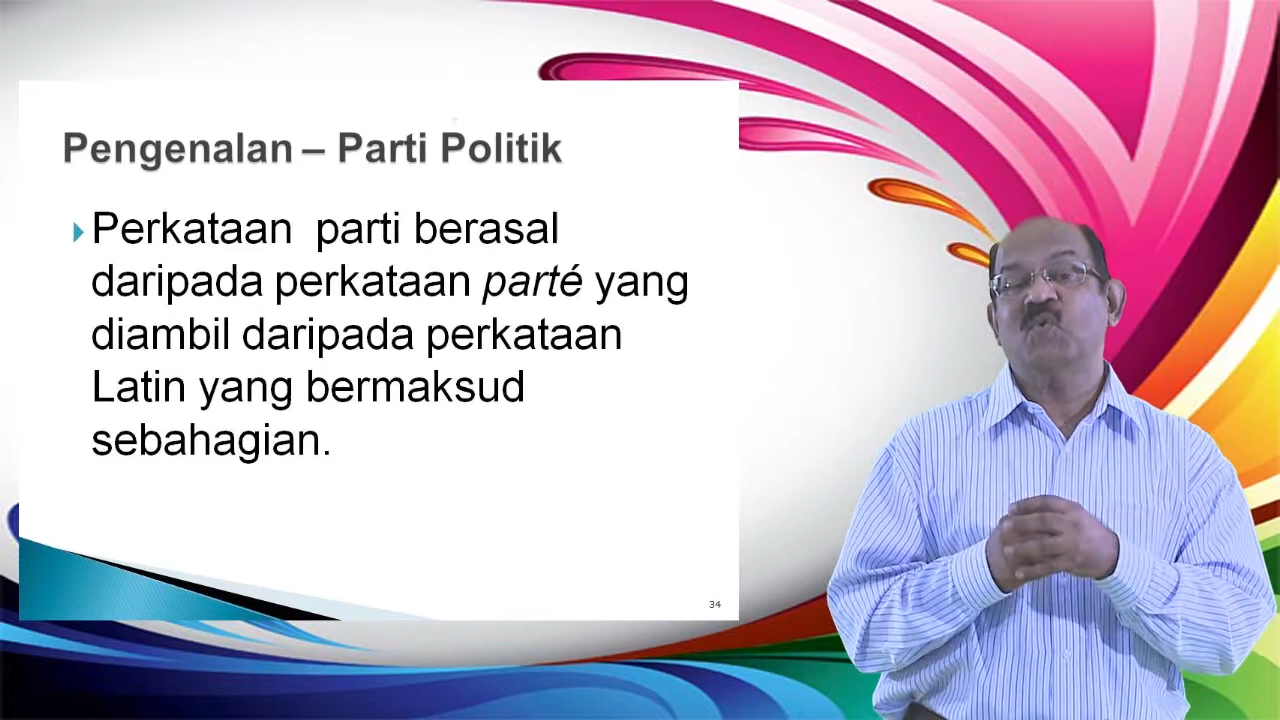 Pengenalan – Parti Politik
Perkataan parti berasal
daripada perkataan parté yang
diambil daripada perkataan
Latin yang bermaksud
sebahagian.
34